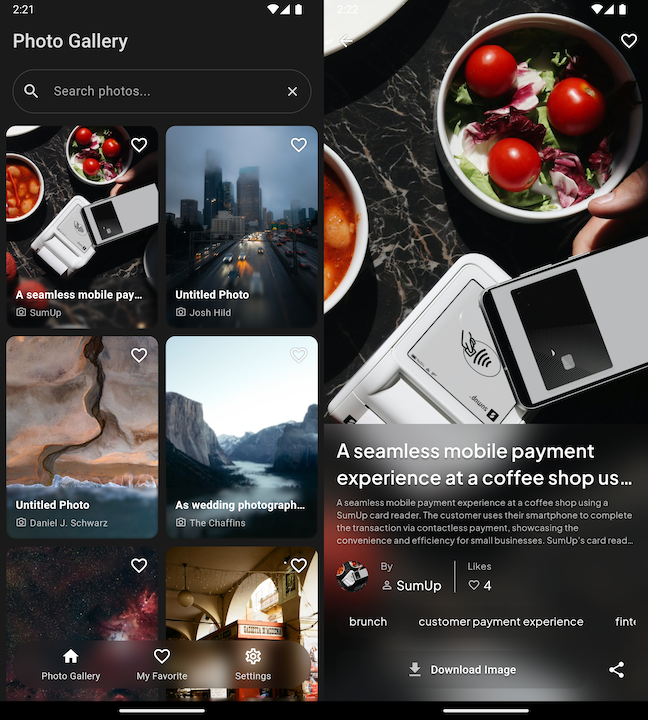 2:21
Photo Gallery
Search photos...
A seamless mobile pay...
SumUp
Untitled Photo
Josh Hild
Untitled Photo
Daniel J. Schwarz
As wedding photograph...
The Chaffins
Photo Gallery
My Favorite
Settings
2:22
sumup
A seamless mobile payment
experience at a coffee shop us...
A seamless mobile payment experience at a coffee shop using a
SumUp card reader. The customer uses their smartphone to complete
the transaction via contactless payment, showcasing the
convenience and efficiency for small businesses. SumUp's card read...
By
SumUp
Likes
4
brunch
customer payment experience
finte
Download Image